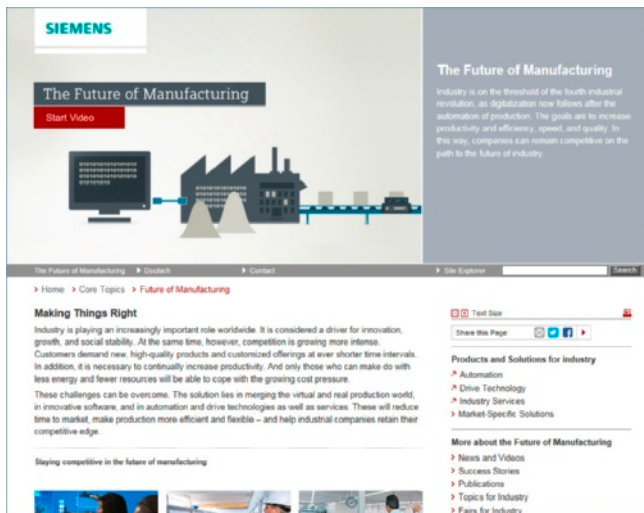 SIEMENS
The Future of Manufacturing
Start Video
The Future of Manufacturing
Industry is on the threshold of the fourth industrial
revolution, as digitalization now follows after the
automation of production. The goals are to increase
productivity and efficiency, speed, and quality. In
this way, companies can remain competitive on the
path to the future of industry.
The Future of Manufacturing
Deutsch
Contact
Site Explorer
Search
Home > Core Topics > Future of Manufacturing
Making Things Right
Industry is playing an increasingly important role worldwide. It is considered a driver for innovation,
growth, and social stability. At the same time, however, competition is growing more intense.
Customers demand new, high-quality products and customized offerings at ever shorter time intervals.
In addition, it is necessary to continually increase productivity. And only those who can make do with
less energy and fewer resources will be able to cope with the growing cost pressure.
These challenges can be overcome. The solution lies in merging the virtual and real production world,
in innovative software, and in automation and drive technologies as well as services. These will reduce
time to market, make production more efficient and flexible – and help industrial companies retain their
competitive edge.
Staying competitive in the future of manufacturing
Text Size
Share this Page:
Products and Solutions for industry
Automation
Drive Technology
Industry Services
Market-Specific Solutions
More about the Future of Manufacturing
News and Videos
Success Stories
Publications
Topics for Industry
Fairs for Industry